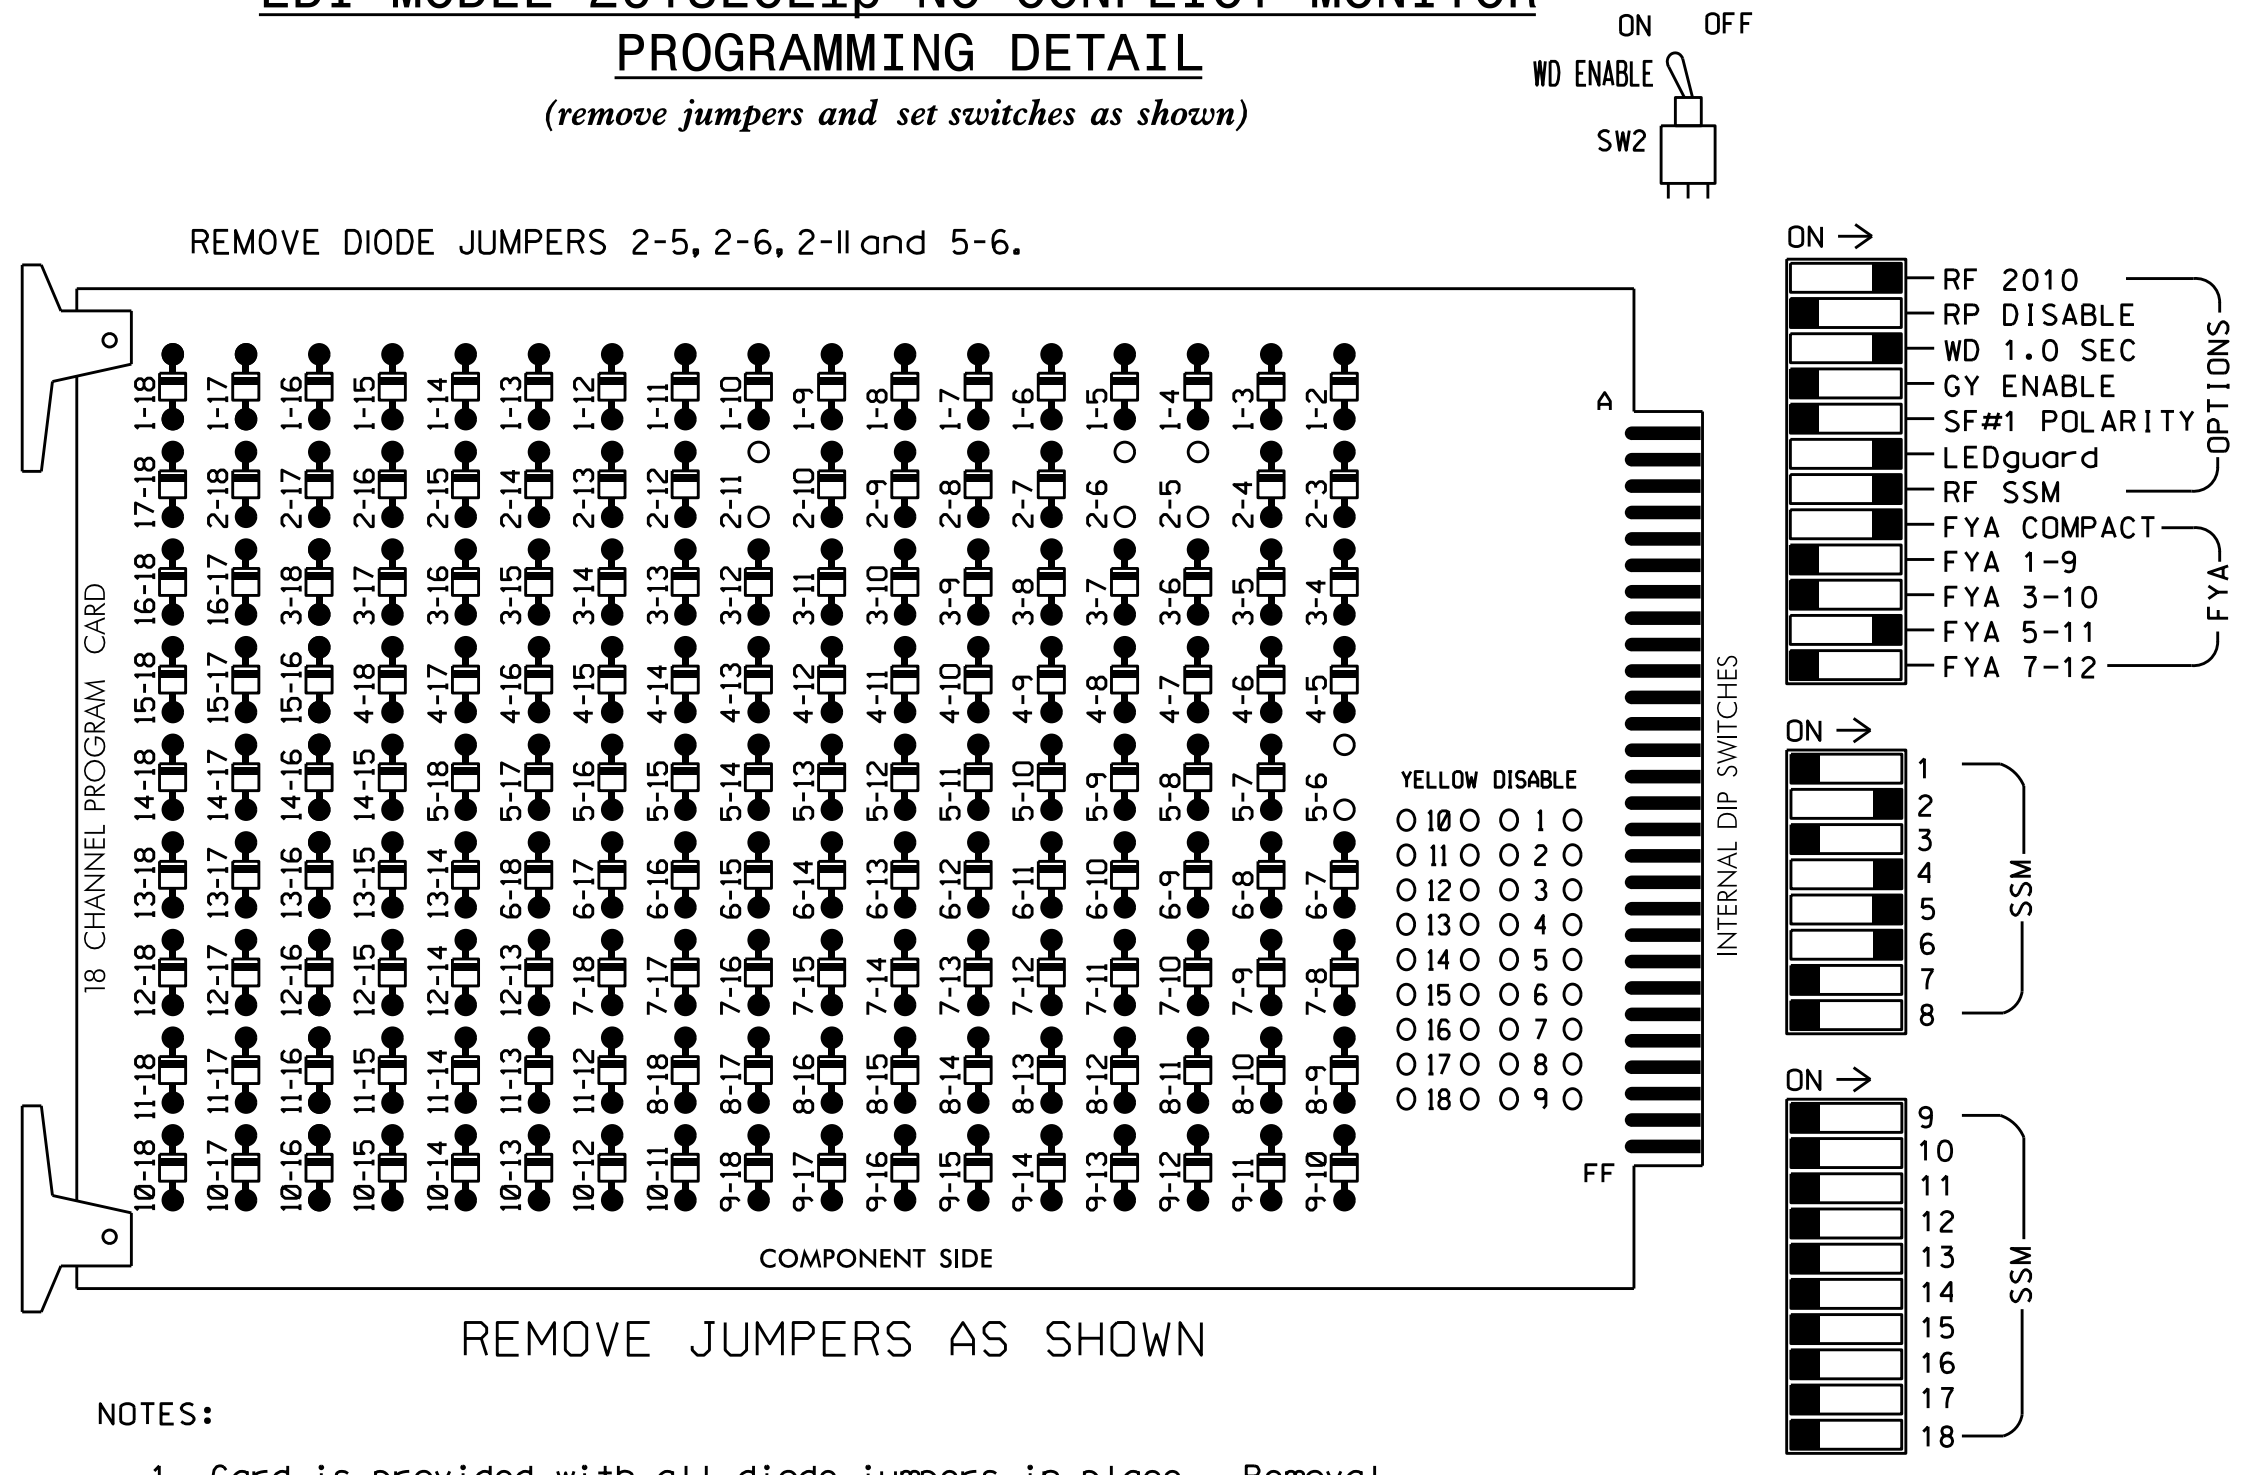 PROGRAMMING DETAIL
(remove jumpers and set switches as shown)
ON OFF
WD ENABLE
SW2
REMOVE DIODE JUMPERS 2-5, 2-6, 2-11 and 5-6.
18 CHANNEL PROGRAM CARD
1-18 1-17 1-16 1-15 1-14 1-13 1-12 1-11 1-10 1-9 1-8 1-7 1-6 1-5 1-4 1-3 1-2
17-18 2-18 2-17 2-16 2-15 2-14 2-13 2-12 2-11 2-10 2-9 2-8 2-7 2-6 2-5 2-4 2-3
16-18 16-17 3-18 3-17 3-16 3-15 3-14 3-13 3-12 3-11 3-10 3-9 3-8 3-7 3-6 3-5 3-4
15-18 15-17 15-16 4-18 4-17 4-16 4-15 4-14 4-13 4-12 4-11 4-10 4-9 4-8 4-7 4-6 4-5
14-18 14-17 14-16 14-15 5-18 5-17 5-16 5-15 5-14 5-13 5-12 5-11 5-10 5-9 5-8 5-7 5-6
13-18 13-17 13-16 13-15 13-14 6-18 6-17 6-16 6-15 6-14 6-13 6-12 6-11 6-10 6-9 6-8 6-7
12-18 12-17 12-16 12-15 12-14 12-13 7-18 7-17 7-16 7-15 7-14 7-13 7-12 7-11 7-10 7-9 7-8
11-18 11-17 11-16 11-15 11-14 11-13 11-12 8-18 8-17 8-16 8-15 8-14 8-13 8-12 8-11 8-10 8-9
10-18 10-17 10-16 10-15 10-14 10-13 10-12 10-11 9-18 9-17 9-16 9-15 9-14 9-13 9-12 9-11 9-10
YELLOW DISABLE
10 1
11 2
12 3
13 4
14 5
15 6
16 7
17 8
18 9
A
FF
COMPONENT SIDE
INTERNAL DIP SWITCHES
ON
RF 2010
RP DISABLE
WD 1.0 SEC
GY ENABLE
SF#1 POLARITY
LEDguard
RF SSM
OPTIONS
FYA COMPACT
FYA 1-9
FYA 3-10
FYA 5-11
FYA 7-12
FYA
ON
1
2
3
4
5
6
7
8
SSM
ON
9
10
11
12
13
14
15
16
17
18
SSM
REMOVE JUMPERS AS SHOWN
NOTES: